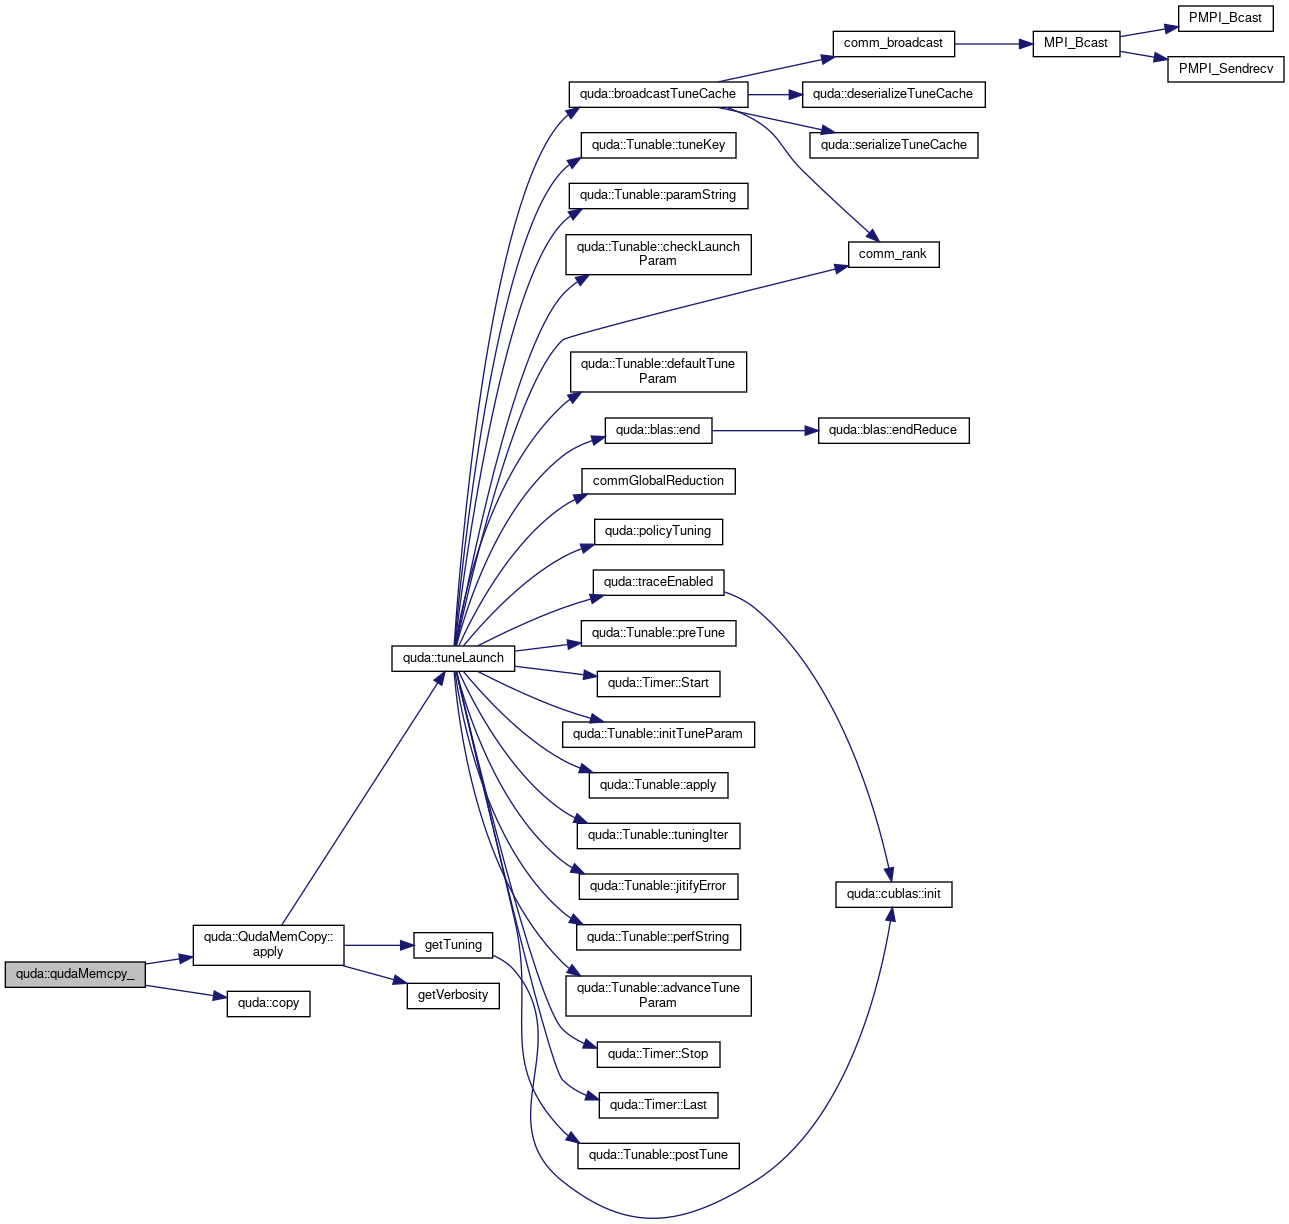 PMPI_Bcast
comm_broadcast
MPI_Bcast
PMPI_Sendrecv
quda::broadcastTuneCache
quda::deserializeTuneCache
quda::Tunable::tuneKey
quda::serializeTuneCache
quda::Tunable::paramString
quda::Tunable::checkLaunch
Param
comm_rank
quda::Tunable::defaultTune
Param
quda::blas::end
quda::blas::endReduce
commGlobalReduction
quda::policyTuning
quda::traceEnabled
quda::Tunable::preTune
quda::tuneLaunch
quda::Timer::Start
quda::Tunable::initTuneParam
quda::Tunable::apply
quda::Tunable::tuningIter
quda::Tunable::jitifyError
quda::cublas::init
quda::Tunable::perfString
quda::QudaMemCopy::
apply
getTuning
quda::qudaMemcpy_
quda::copy
getVerbosity
quda::Tunable::advanceTune
Param
quda::Timer::Stop
quda::Timer::Last
quda::Tunable::postTune